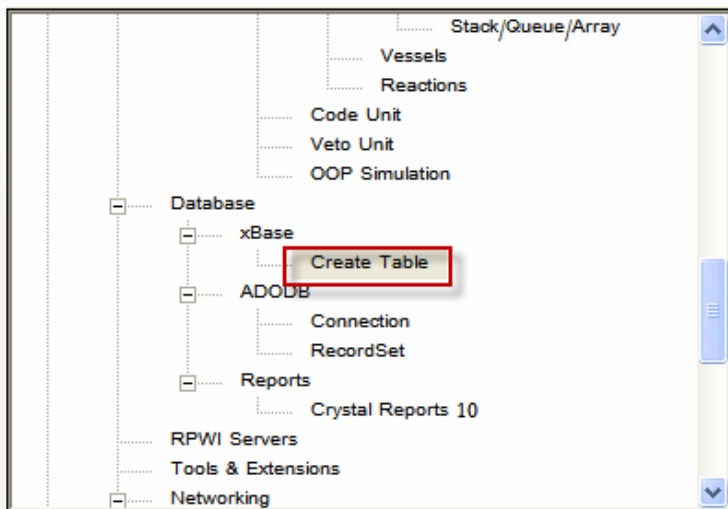 Stack/Queue/Array
Vessels
Reactions
Code Unit
Veto Unit
OOP Simulation
Database
xBase
Create Table
ADODB
Connection
RecordSet
Reports
Crystal Reports 10
RPWI Servers
Tools & Extensions
Networking